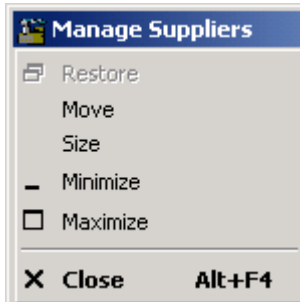 Manage Suppliers
Restore
Move
Size
Minimize
Maximize
Close Alt+F4